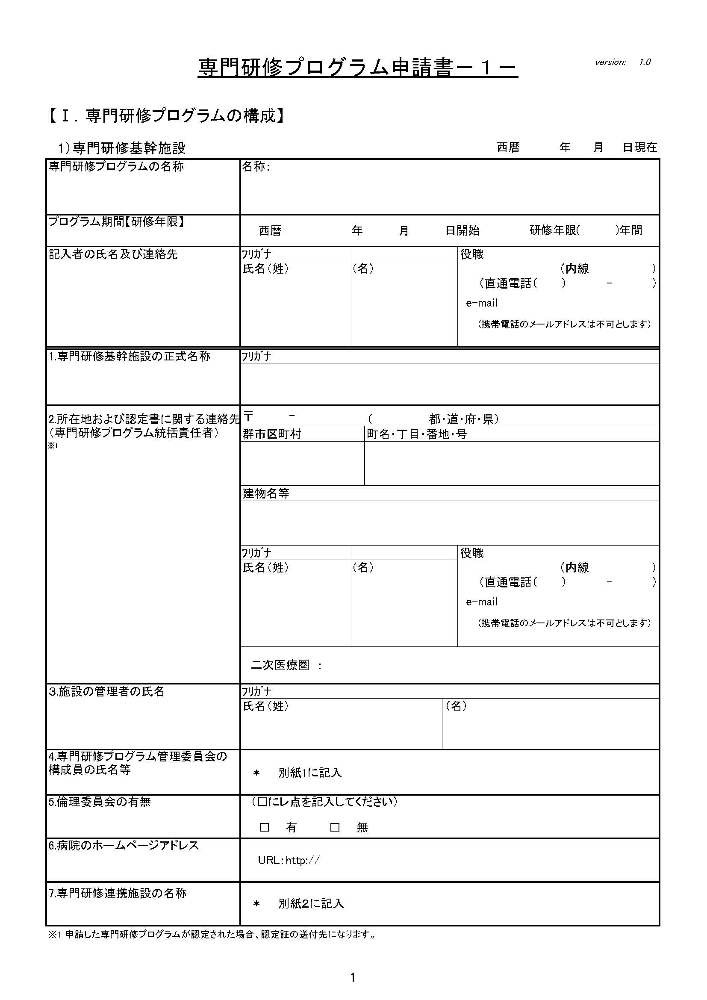 専門研修プログラム申請書－１－
version: 1.0
【Ⅰ．専門研修プログラムの構成】
1)専門研修基幹施設
西暦 年 月 日現在
専門研修プログラムの名称
名称:
プログラム期間【研修年限】
西暦 年 月 日開始 研修年限( )年間
記入者の氏名及び連絡先
ﾌﾘｶﾞﾅ
氏名（姓）
（名）
役職
（内線 ）
（直通電話( ) － ）
e-mail
（携帯電話のメールアドレスは不可とします）
1.専門研修基幹施設の正式名称
ﾌﾘｶﾞﾅ
2.所在地および認定書に関する連絡先
（専門研修プログラム統括責任者）
※1
〒 － （ 都・道・府・県）
群市区町村
町名・丁目・番地・号
建物名等
ﾌﾘｶﾞﾅ
氏名（姓）
（名）
役職
（内線 ）
（直通電話( ) － ）
e-mail
（携帯電話のメールアドレスは不可とします）
二次医療圏 ：
3.施設の管理者の氏名
ﾌﾘｶﾞﾅ
氏名（姓）
（名）
4.専門研修プログラム管理委員会の
構成員の氏名等
* 別紙1に記入
5.倫理委員会の有無
（□にレ点を記入してください）
□ 有 □ 無
6.病院のホームページアドレス
URL：http://
7.専門研修連携施設の名称
* 別紙２に記入
※1 申請した専門研修プログラムが認定された場合、認定証の送付先になります。
1